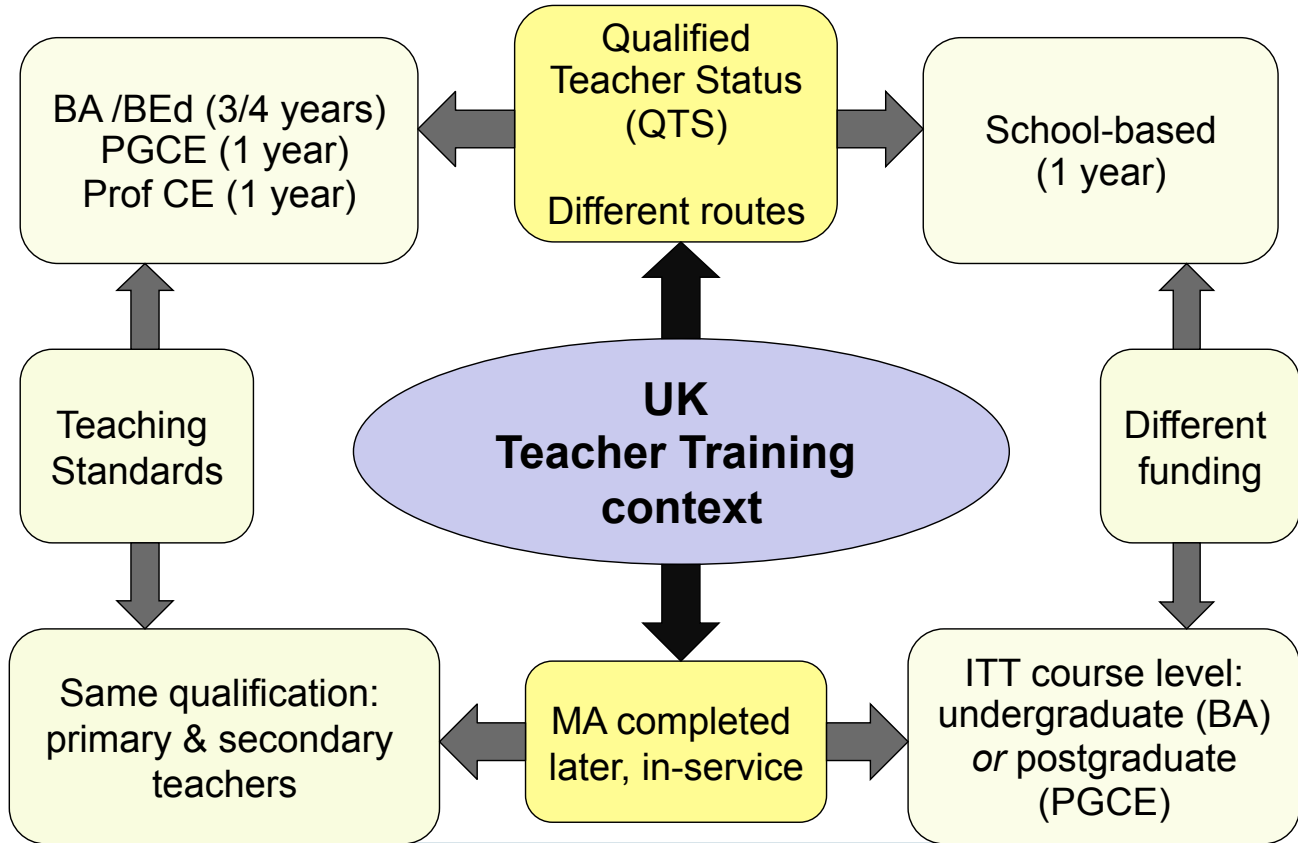 BA /BEd (3/4 years)
PGCE (1 year)
Prof CE (1 year)
Qualified
Teacher Status
(QTS)
Different routes
School-based
(1 year)
Teaching
Standards
UK
Teacher Training
context
Different
funding
Same qualification:
primary & secondary
teachers
MA completed
later, in-service
ITT course level:
undergraduate (BA)
or postgraduate
(PGCE)